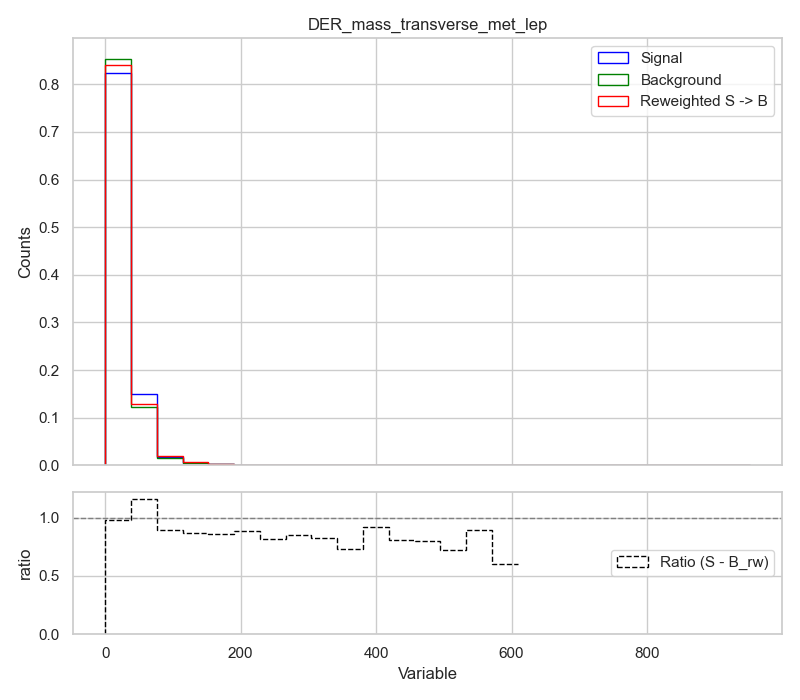 DER_mass_transverse_met_lep
Signal
Background
Reweighted S -> B
0.8
0.7
0.6
0.5
0.4
0.3
0.2
0.1
0.0
Counts
1.0
0.5
0.0
ratio
Ratio (S - B_rw)
0 200 400 600 800
Variable